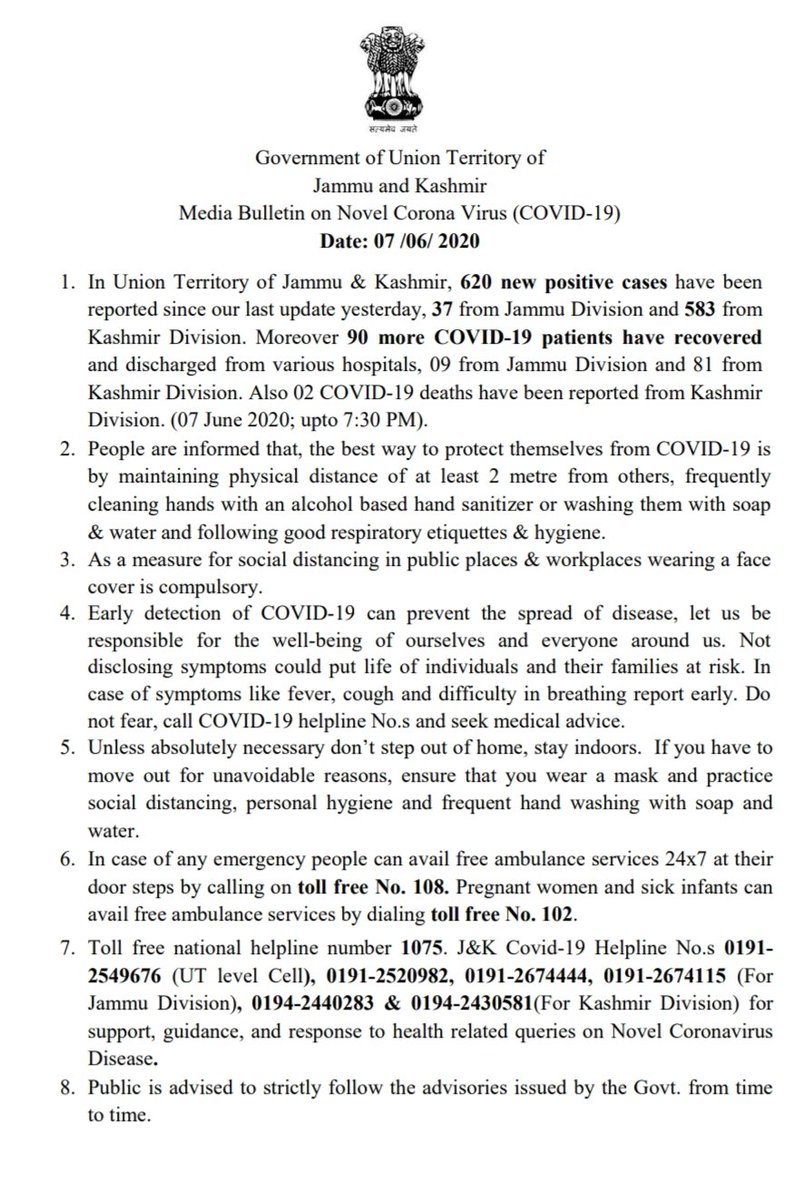 सत्यमेव जयते
Government of Union Territory of
Jammu and Kashmir
Media Bulletin on Novel Corona Virus (COVID-19)
Date: 07 /06/ 2020
1. In Union Territory of Jammu & Kashmir, 620 new positive cases have been
reported since our last update yesterday, 37 from Jammu Division and 583 from
Kashmir Division. Moreover 90 more COVID-19 patients have recovered
and discharged from various hospitals, 09 from Jammu Division and 81 from
Kashmir Division. Also 02 COVID-19 deaths have been reported from Kashmir
Division. (07 June 2020; upto 7:30 PM).
2. People are informed that, the best way to protect themselves from COVID-19 is
by maintaining physical distance of at least 2 metre from others, frequently
cleaning hands with an alcohol based hand sanitizer or washing them with soap
& water and following good respiratory etiquettes & hygiene.
3. As a measure for social distancing in public places & workplaces wearing a face
cover is compulsory.
4. Early detection of COVID-19 can prevent the spread of disease, let us be
responsible for the well-being of ourselves and everyone around us. Not
disclosing symptoms could put life of individuals and their families at risk. In
case of symptoms like fever, cough and difficulty in breathing report early. Do
not fear, call COVID-19 helpline No.s and seek medical advice.
5. Unless absolutely necessary don’t step out of home, stay indoors. If you have to
move out for unavoidable reasons, ensure that you wear a mask and practice
social distancing, personal hygiene and frequent hand washing with soap and
water.
6. In case of any emergency people can avail free ambulance services 24x7 at their
door steps by calling on toll free No. 108. Pregnant women and sick infants can
avail free ambulance services by dialing toll free No. 102.
7. Toll free national helpline number 1075. J&K Covid-19 Helpline No.s 0191-
2549676 (UT level Cell), 0191-2520982, 0191-2674444, 0191-2674115 (For
Jammu Division), 0194-2440283 & 0194-2430581(For Kashmir Division) for
support, guidance, and response to health related queries on Novel Coronavirus
Disease.
8. Public is advised to strictly follow the advisories issued by the Govt. from time
to time.